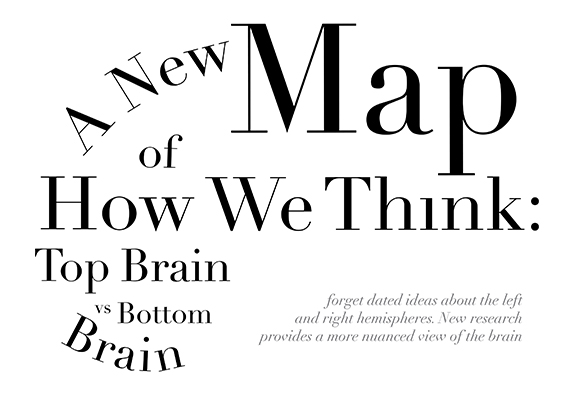 A New Map
of
How We Think:
Top Brain
vs Bottom
Brain
forget dated ideas about the left
and right hemispheres. New research
provides a more nuanced view of the brain